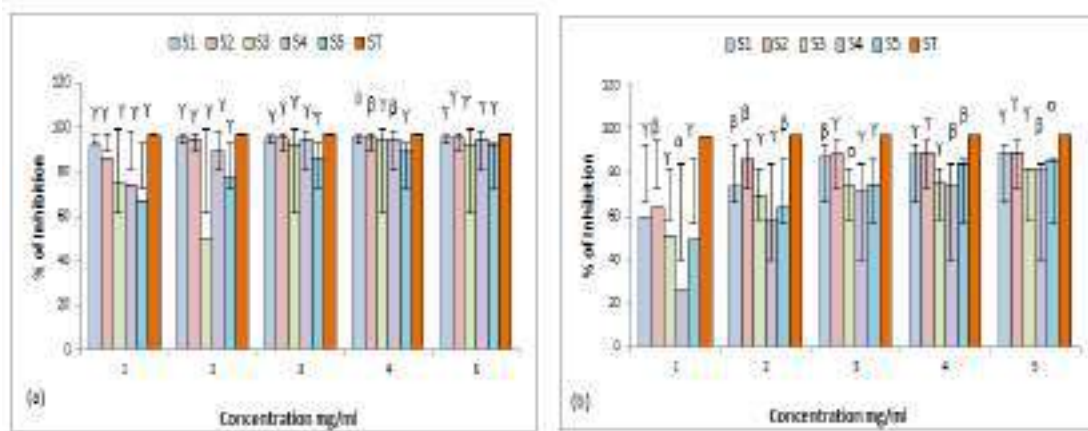 S1 S2 S3 S4 S5 ST
120
100
80
60
40
20
0
% of Inhibition
γ γ γ γ γ
γ γ γ γ γ
γ γ γ γ γ
β γ β γ
γ γ γ γ γ
1 2 3 4 5
Concentration mg/ml
(a)
S1 S2 S3 S4 S5 ST
120
100
80
60
40
20
0
% of Inhibition
γ β γ α γ
β β γ γ β
β γ α γ γ
γ γ γ β β
γ γ γ β α
1 2 3 4 5
Concentration mg/ml
(b)